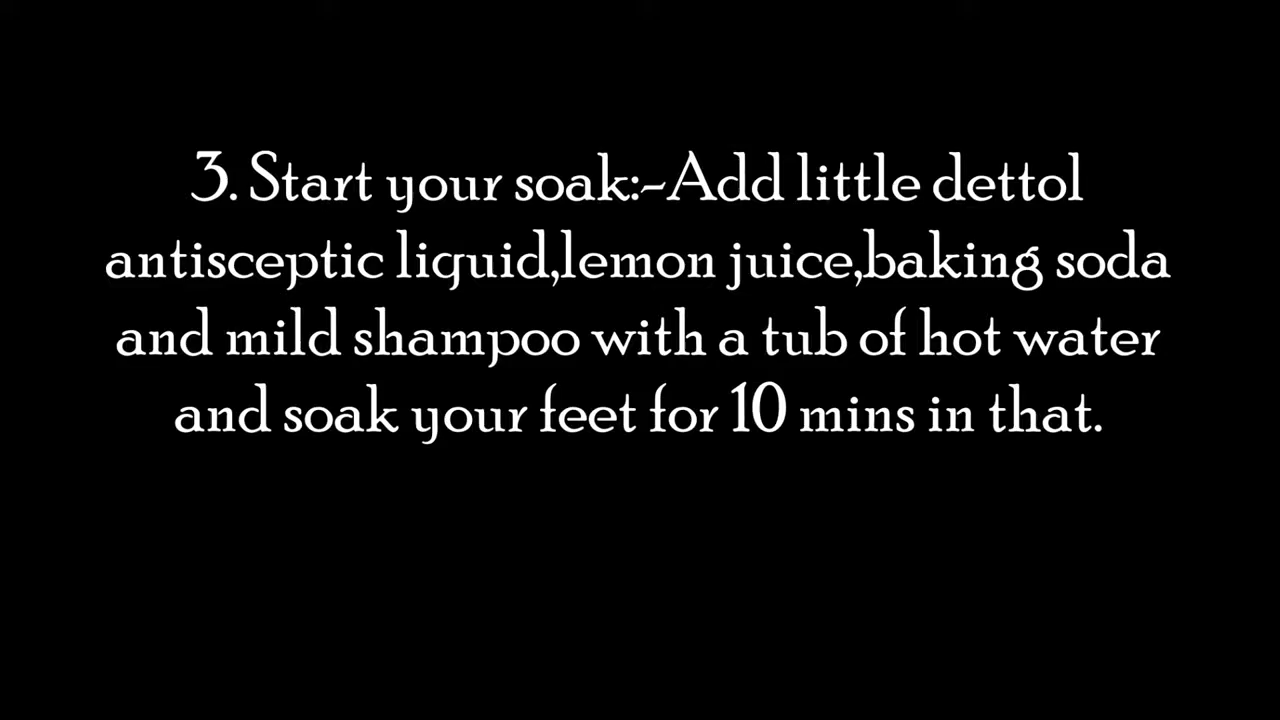 3. Start your soak:-Add little dettol
antisceptic liquid,lemon juice,baking soda
and mild shampoo with a tub of hot water
and soak your feet for 10 mins in that.